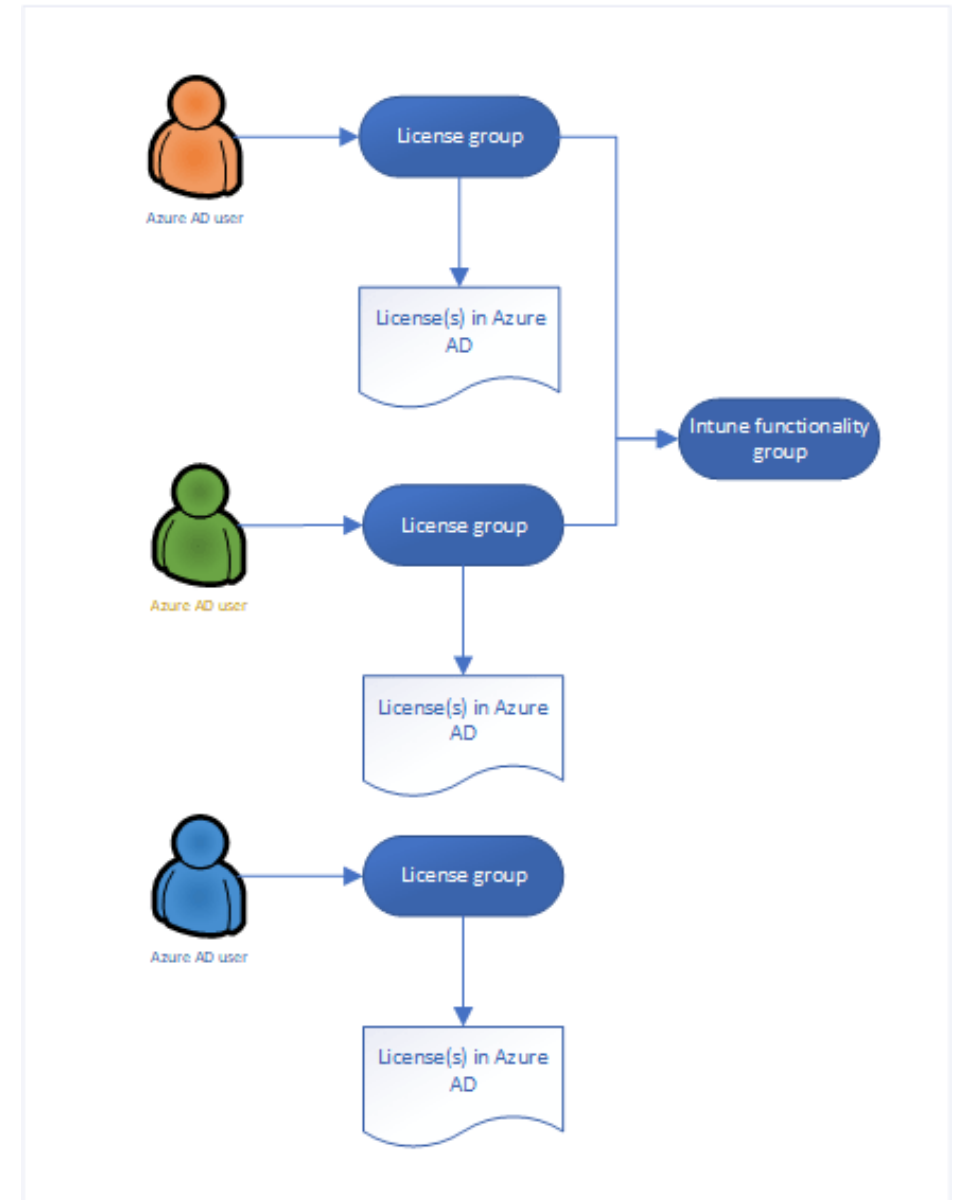 License group
Azure AD user
License(s) in Azure
AD
Intune functionality
group
License group
Azure AD user
License(s) in Azure
AD
License group
Azure AD user
License(s) in Azure
AD